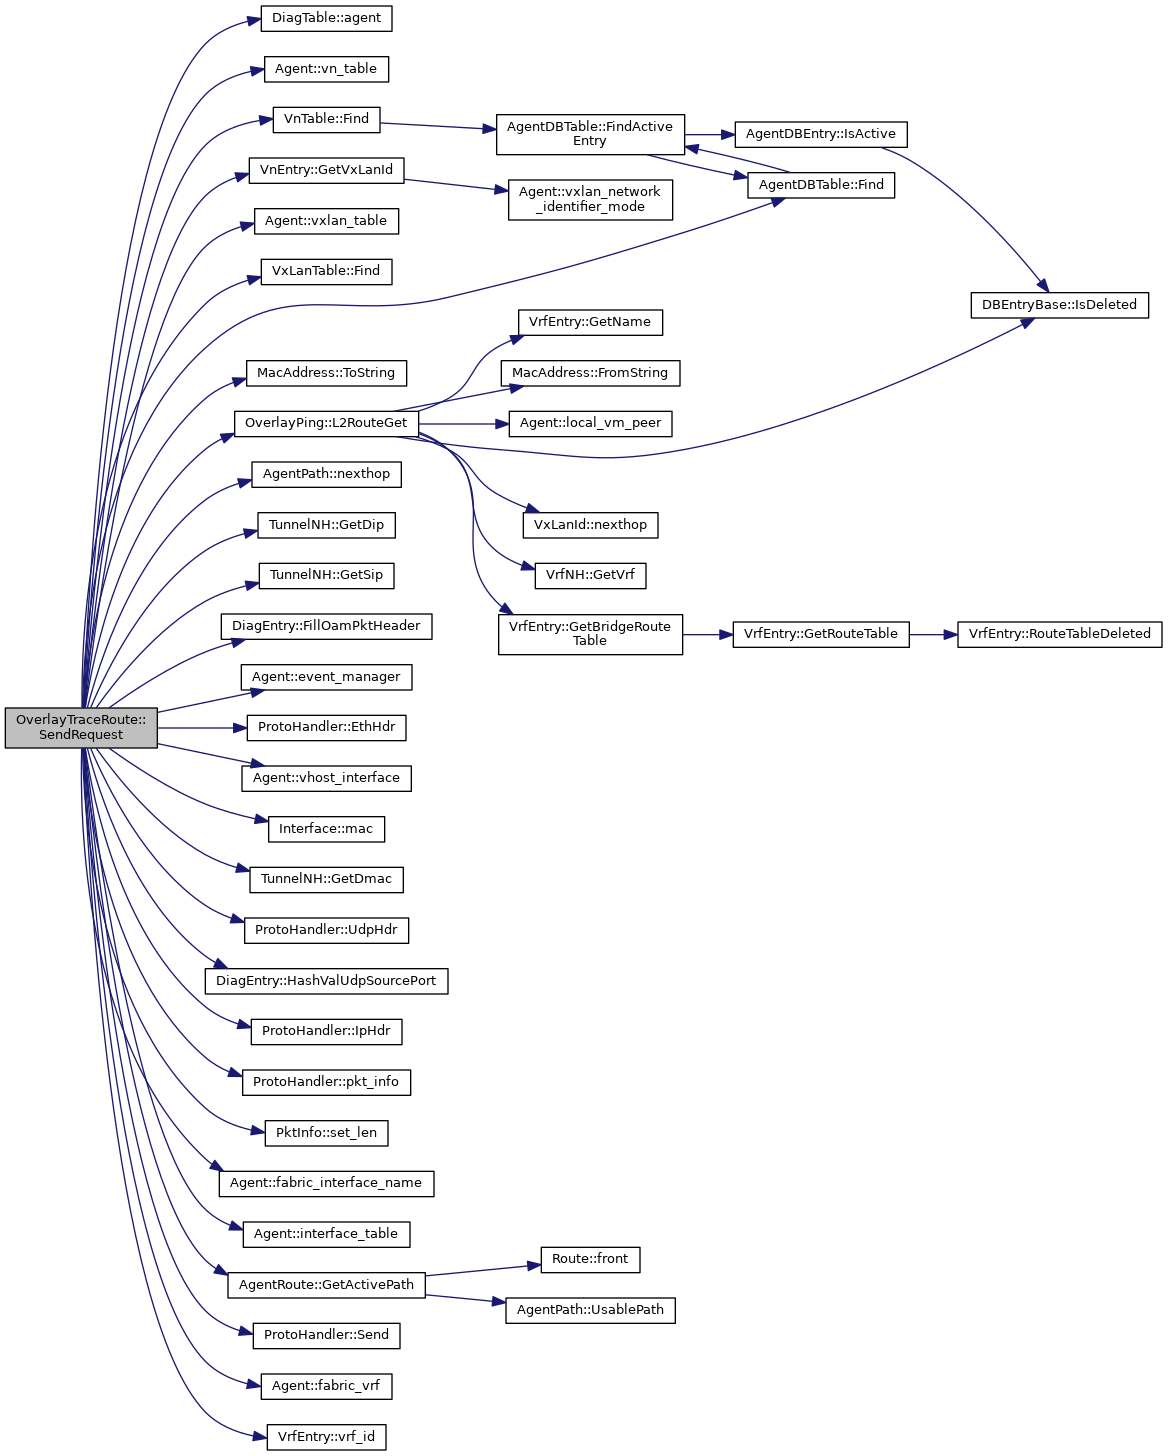 DiagTable::agent
Agent::vn_table
VnTable::Find
AgentDBTable::FindActive
Entry
AgentDBEntry::IsActive
VnEntry::GetVxLanId
AgentDBTable::Find
Agent::vxlan_network
_identifier_mode
Agent::vxlan_table
VxLanTable::Find
DBEntryBase::IsDeleted
VrfEntry::GetName
MacAddress::ToString
MacAddress::FromString
OverlayPing::L2RouteGet
Agent::local_vm_peer
AgentPath::nexthop
TunnelNH::GetDip
VxLanId::nexthop
TunnelNH::GetSip
VrfNH::GetVrf
DiagEntry::FillOamPktHeader
VrfEntry::GetBridgeRoute
Table
VrfEntry::GetRouteTable
VrfEntry::RouteTableDeleted
Agent::event_manager
OverlayTraceRoute::
SendRequest
ProtoHandler::EthHdr
Agent::vhost_interface
Interface::mac
TunnelNH::GetDmac
ProtoHandler::UdpHdr
DiagEntry::HashValUdpSourcePort
ProtoHandler::IpHdr
ProtoHandler::pkt_info
PktInfo::set_len
Agent::fabric_interface_name
Agent::interface_table
AgentRoute::GetActivePath
Route::front
AgentPath::UsablePath
ProtoHandler::Send
Agent::fabric_vrf
VrfEntry::vrf_id